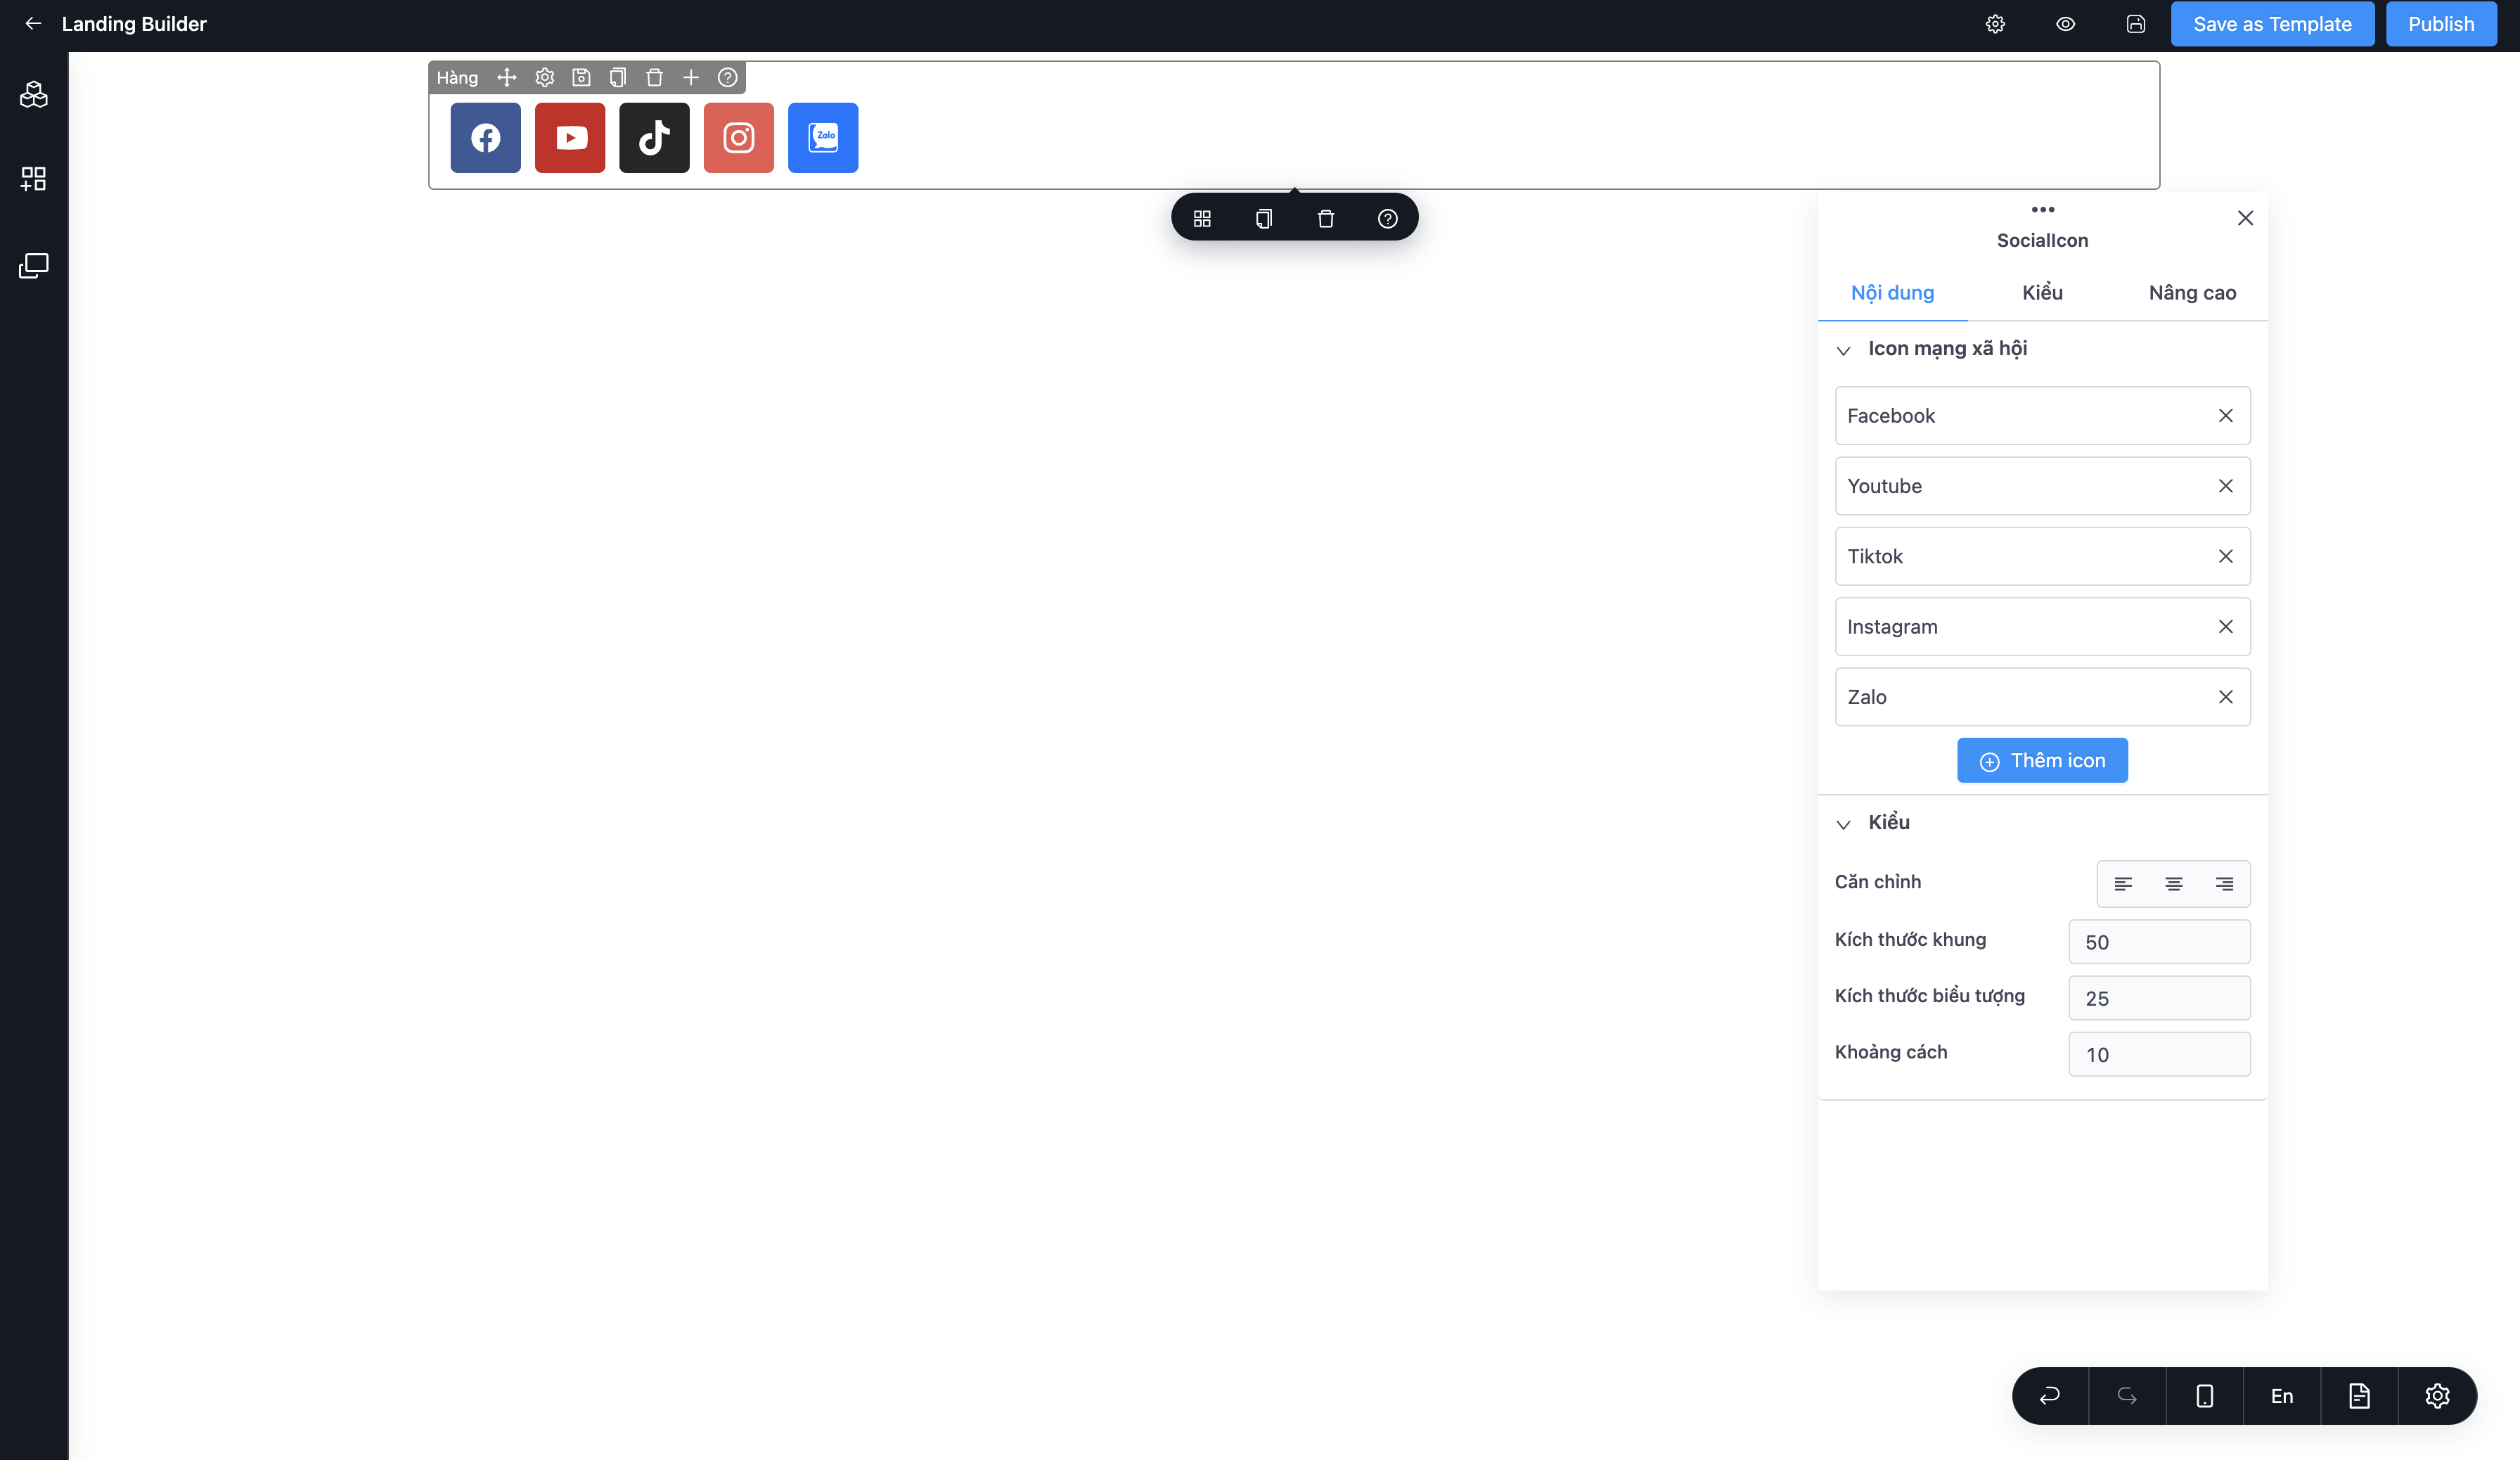 Landing Builder
Save as Template
Publish
Hàng
Zalo
SocialIcon
Nội dung
Kiểu
Nâng cao
Icon mạng xã hội
Facebook
Youtube
Tiktok
Instagram
Zalo
Thêm icon
Kiểu
Căn chỉnh
Kích thước khung
50
Kích thước biểu tượng
25
Khoảng cách
10
En